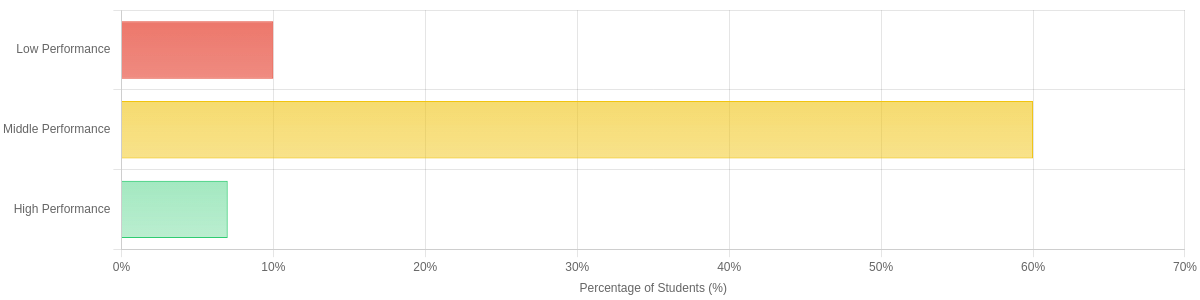 Low Performance
Middle Performance
High Performance
0% 10% 20% 30% 40% 50% 60% 70%
Percentage of Students (%)